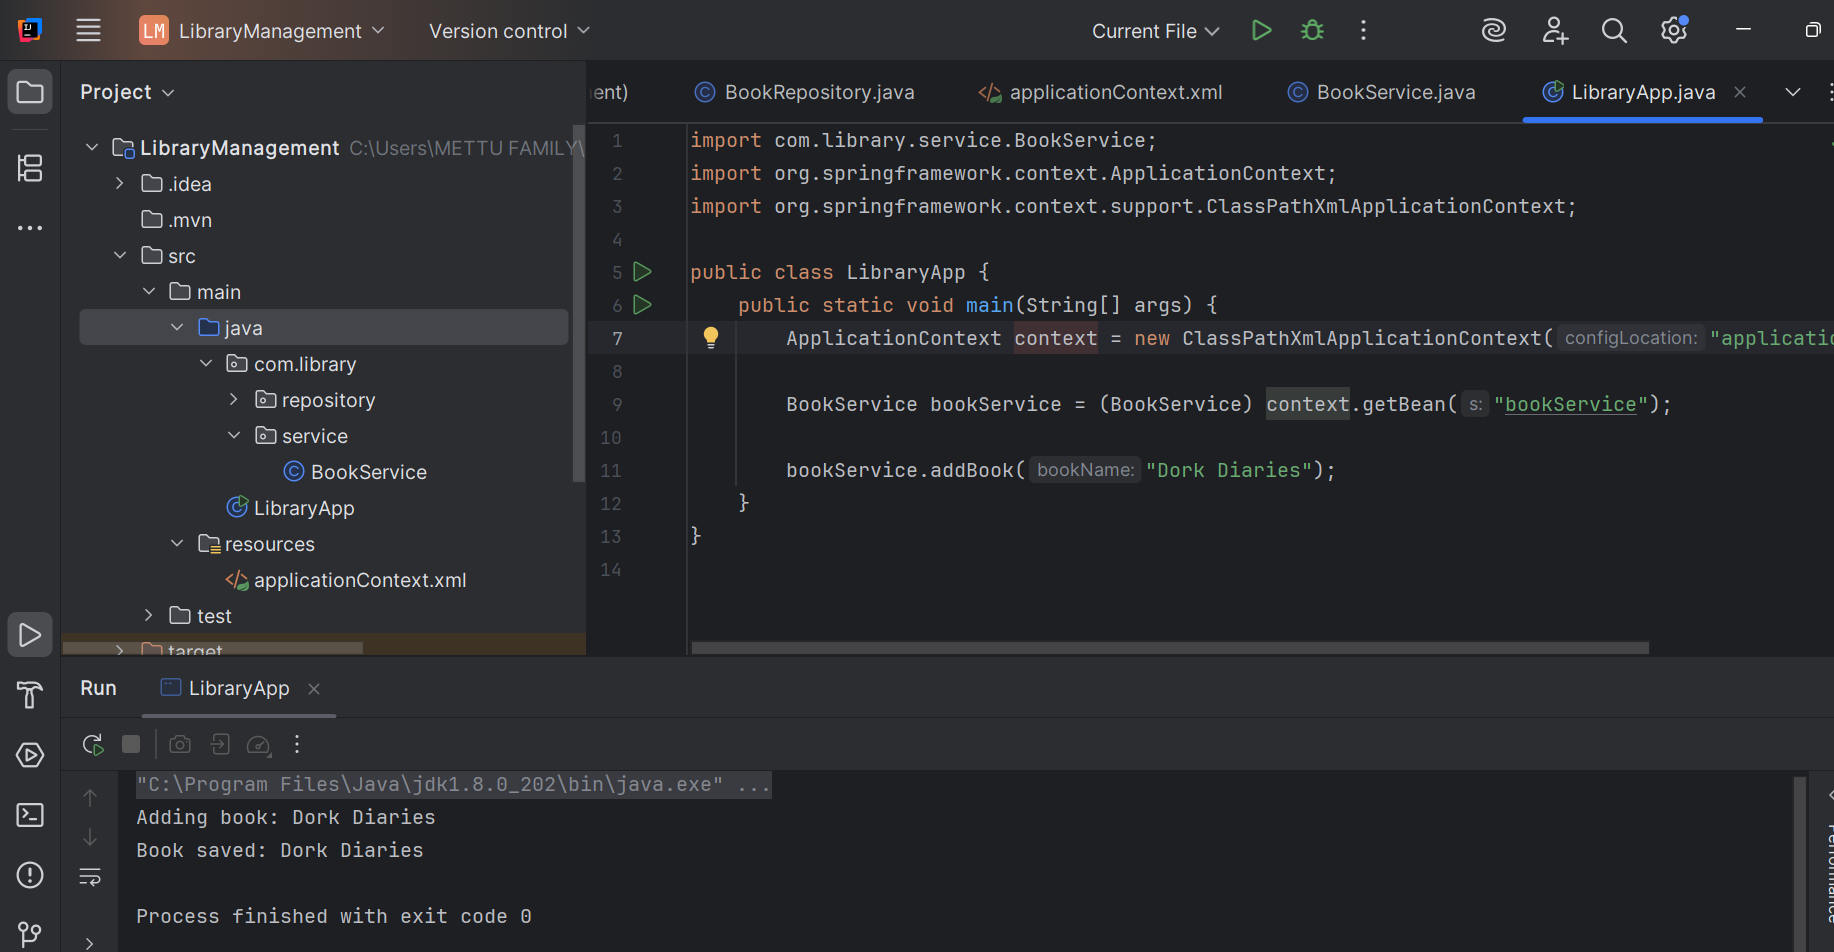 LM LibraryManagement Version control Current File
Project
LibraryManagement C:\Users\METTU FAMILY\
.idea
.mvn
src
main
java
com.library
repository
service
BookService
LibraryApp
resources
applicationContext.xml
test
target
BookRepository.java applicationContext.xml BookService.java LibraryApp.java
1 import com.library.service.BookService;
2 import org.springframework.context.ApplicationContext;
3 import org.springframework.context.support.ClassPathXmlApplicationContext;
4
5 public class LibraryApp {
6 public static void main(String[] args) {
7 ApplicationContext context = new ClassPathXmlApplicationContext( configLocation: "applicatio
8
9 BookService bookService = (BookService) context.getBean( s: "bookService");
10
11 bookService.addBook( bookName: "Dork Diaries");
12 }
13 }
14
Run LibraryApp
"C:\Program Files\Java\jdk1.8.0_202\bin\java.exe" ...
Adding book: Dork Diaries
Book saved: Dork Diaries
Process finished with exit code 0